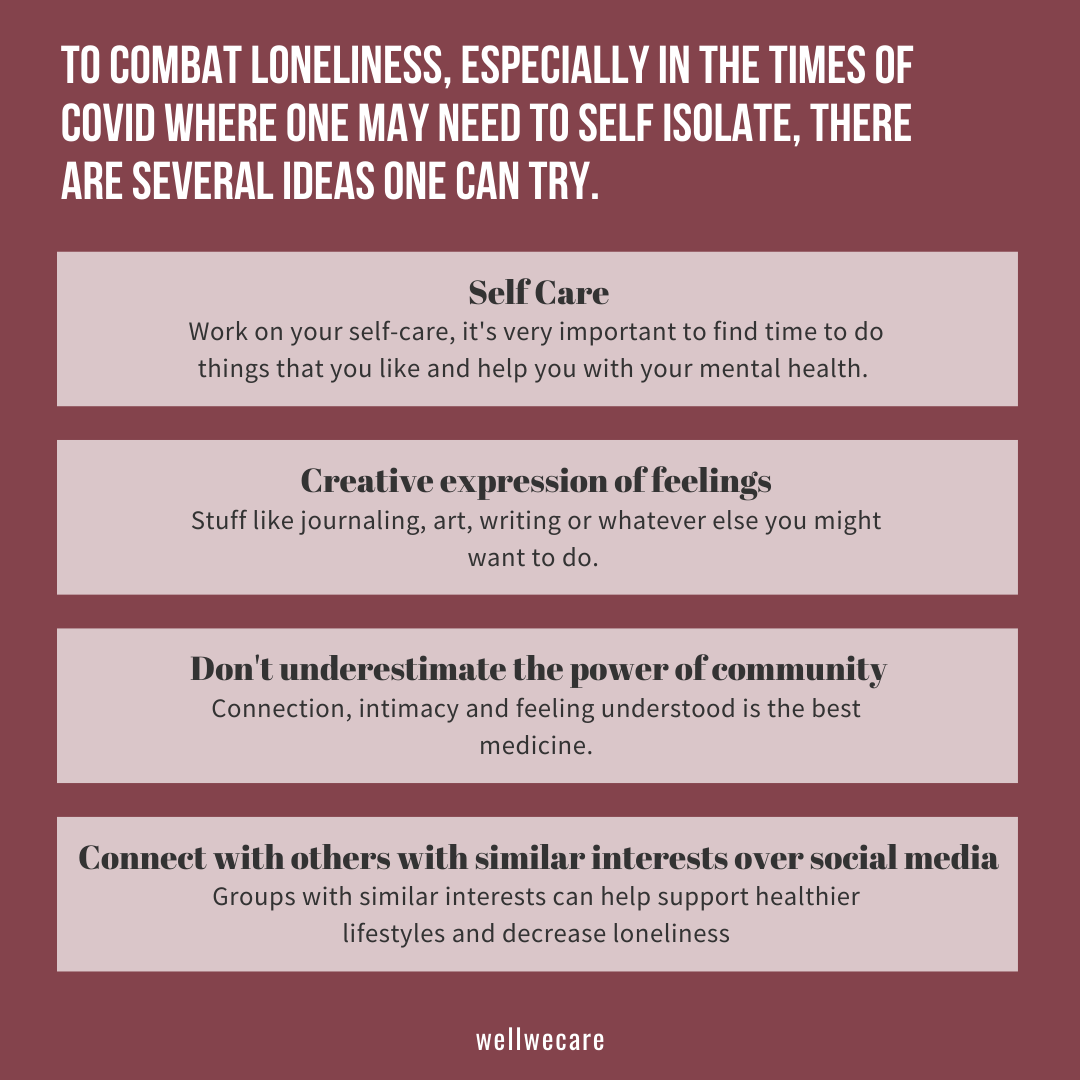 TO COMBAT LONELINESS, ESPECIALLY IN THE TIMES OF
COVID WHERE ONE MAY NEED TO SELF ISOLATE, THERE
ARE SEVERAL IDEAS ONE CAN TRY.
Self Care
Work on your self-care, it's very important to find time to do
things that you like and help you with your mental health.
Creative expression of feelings
Stuff like journaling, art, writing or whatever else you might
want to do.
Don't underestimate the power of community
Connection, intimacy and feeling understood is the best
medicine.
Connect with others with similar interests over social media
Groups with similar interests can help support healthier
lifestyles and decrease loneliness
wellwecare